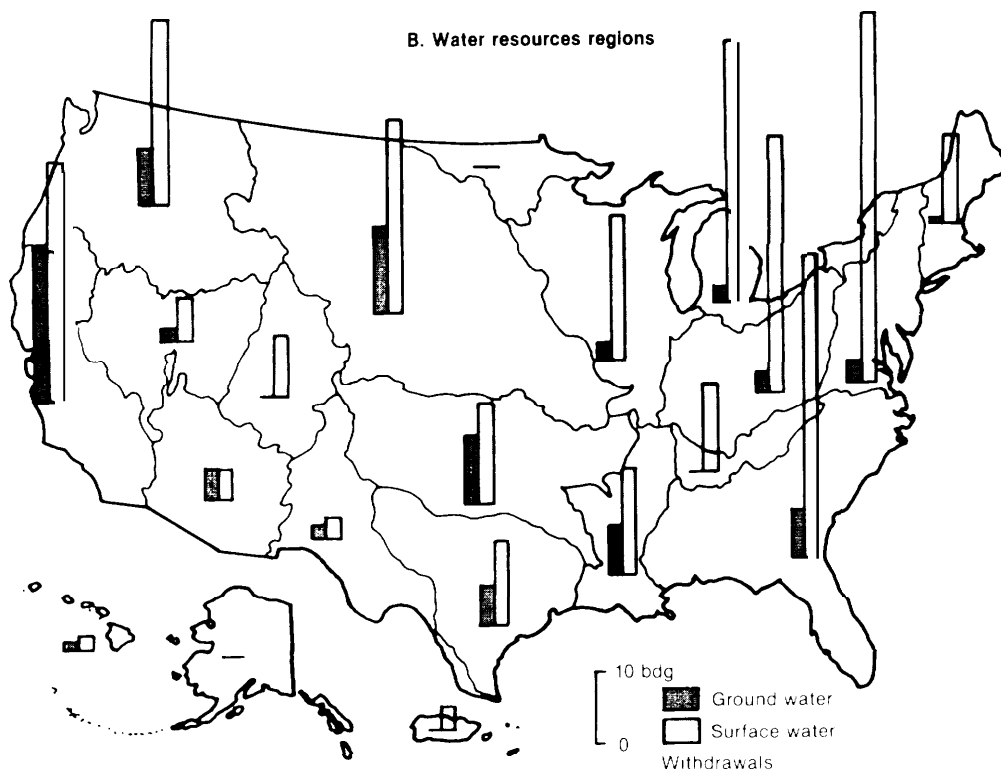 B. Water resources regions
10 bdg
Ground water
0
Surface water
Withdrawals